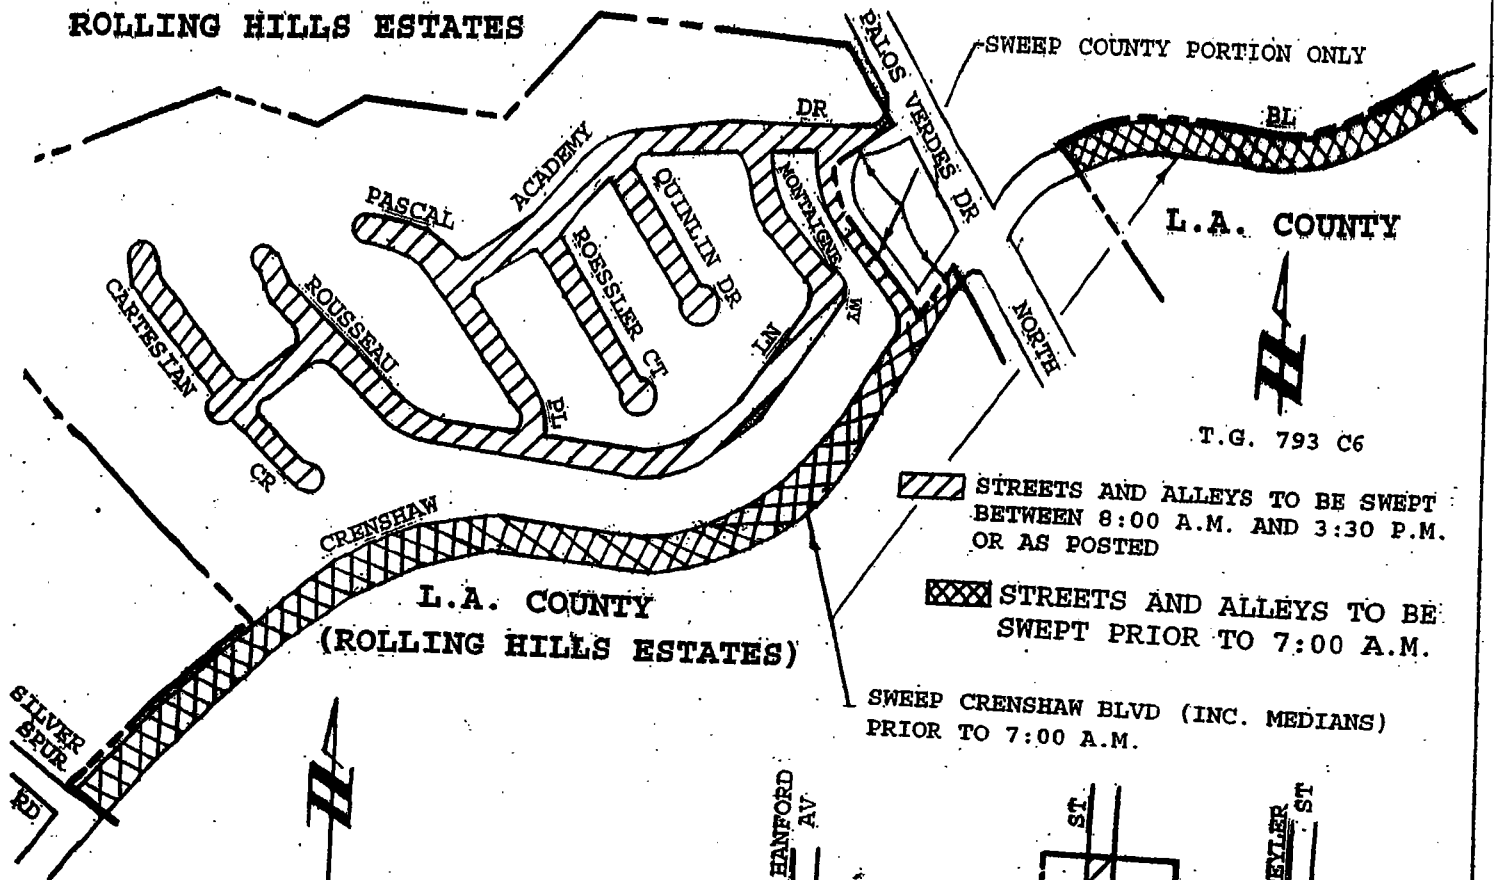 ROLLING HILLS ESTATES
SWEEP COUNTY PORTION ONLY
PALOS VERDES DR
NORTH
BL
DR
ACADEMY
PASCAL
PL
QUINLIN DR
MONTAIGNE
LN
ROESSLER CT
ROUSSEAU
CARTESIAN
CR
L.A. COUNTY
T.G. 793 C6
STREETS AND ALLEYS TO BE SWEPT
BETWEEN 8:00 A.M. AND 3:30 P.M.
OR AS POSTED
STREETS AND ALLEYS TO BE
SWEPT PRIOR TO 7:00 A.M.
CRENSHAW
L.A. COUNTY
(ROLLING HILLS ESTATES)
SWEEP CRENSHAW BLVD (INC. MEDIANS)
PRIOR TO 7:00 A.M.
SILVER
SPUR
RD
HANFORD
AV
ST
EYLER
ST